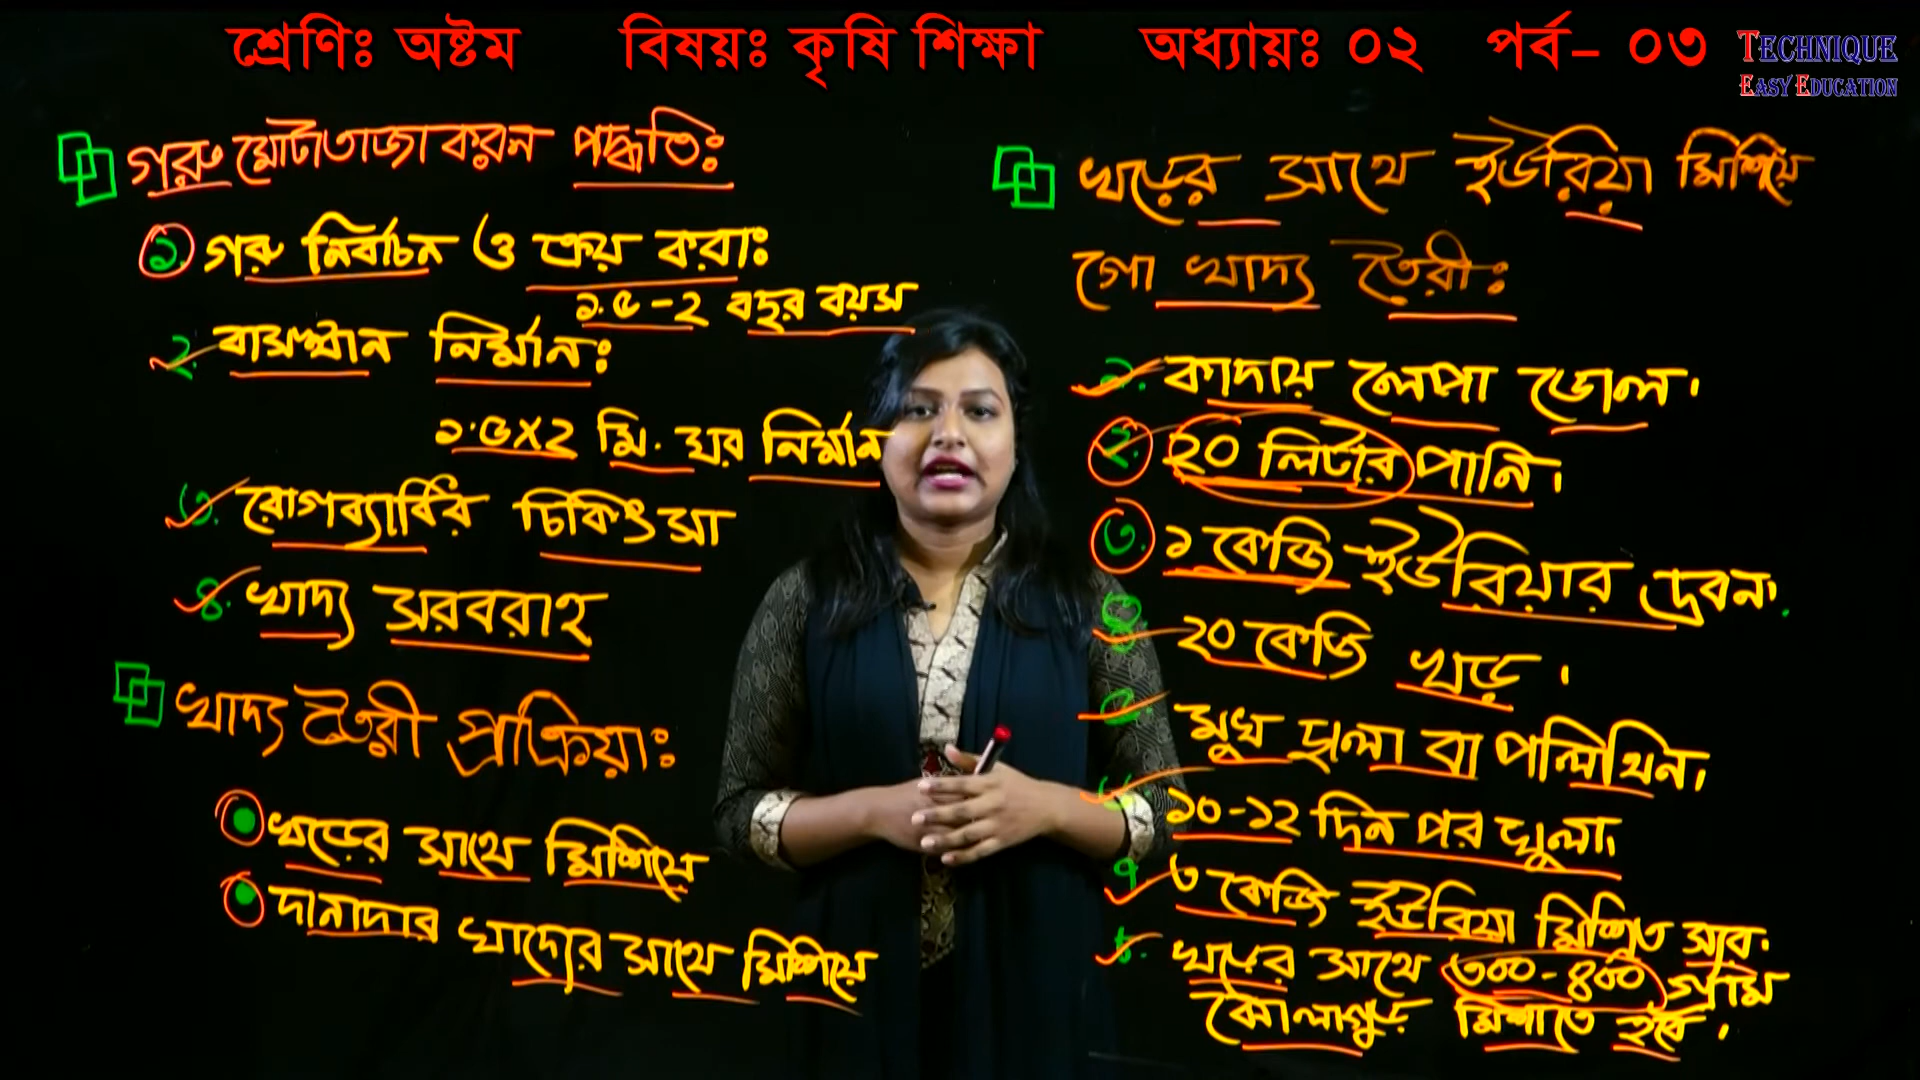 শ্রেণিঃ অষ্টম বিষয়ঃ কৃষি শিক্ষা অধ্যায়ঃ ০২ পর্ব- ০৩
TECHNIQUE
EASY EDUCATION
গরু মোটাতাজাকরন পদ্ধতিঃ
১. গরু নির্বাচন ও ক্রয় করাঃ
১.৫-২ বছর বয়স
২. বাসস্থান নির্মানঃ
১.৫X২ মি. ঘর নির্মান
৩. রোগব্যাধির চিকিৎসা
৪. খাদ্য সরবরাহ
খাদ্য তৈরী প্রক্রিয়াঃ
খড়ের সাথে মিশিয়ে
দানাদার খাদ্যের সাথে মিশিয়ে
খড়ের সাথে ইউরিয়া মিশিয়ে
গো খাদ্য তৈরীঃ
১. কাদায় লেপা ডোল।
২. ২০ লিটার পানি।
৩. ১ কেজি ইউরিয়ার দ্রবন।
৪. ২০ কেজি খড়।
৫. মুখ ছালা বা পলিথিন।
৬. ১০-১২ দিন পর খুলা।
৭. ৩ কেজি ইউরিয়া মিশ্রিত সার।
৮. খড়ের সাথে ৩০০-৪০০ গ্রাম
ঝোলাগুড় মিশাতে হবে।